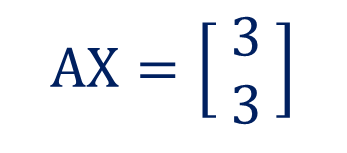 AX = [ 3
3 ]